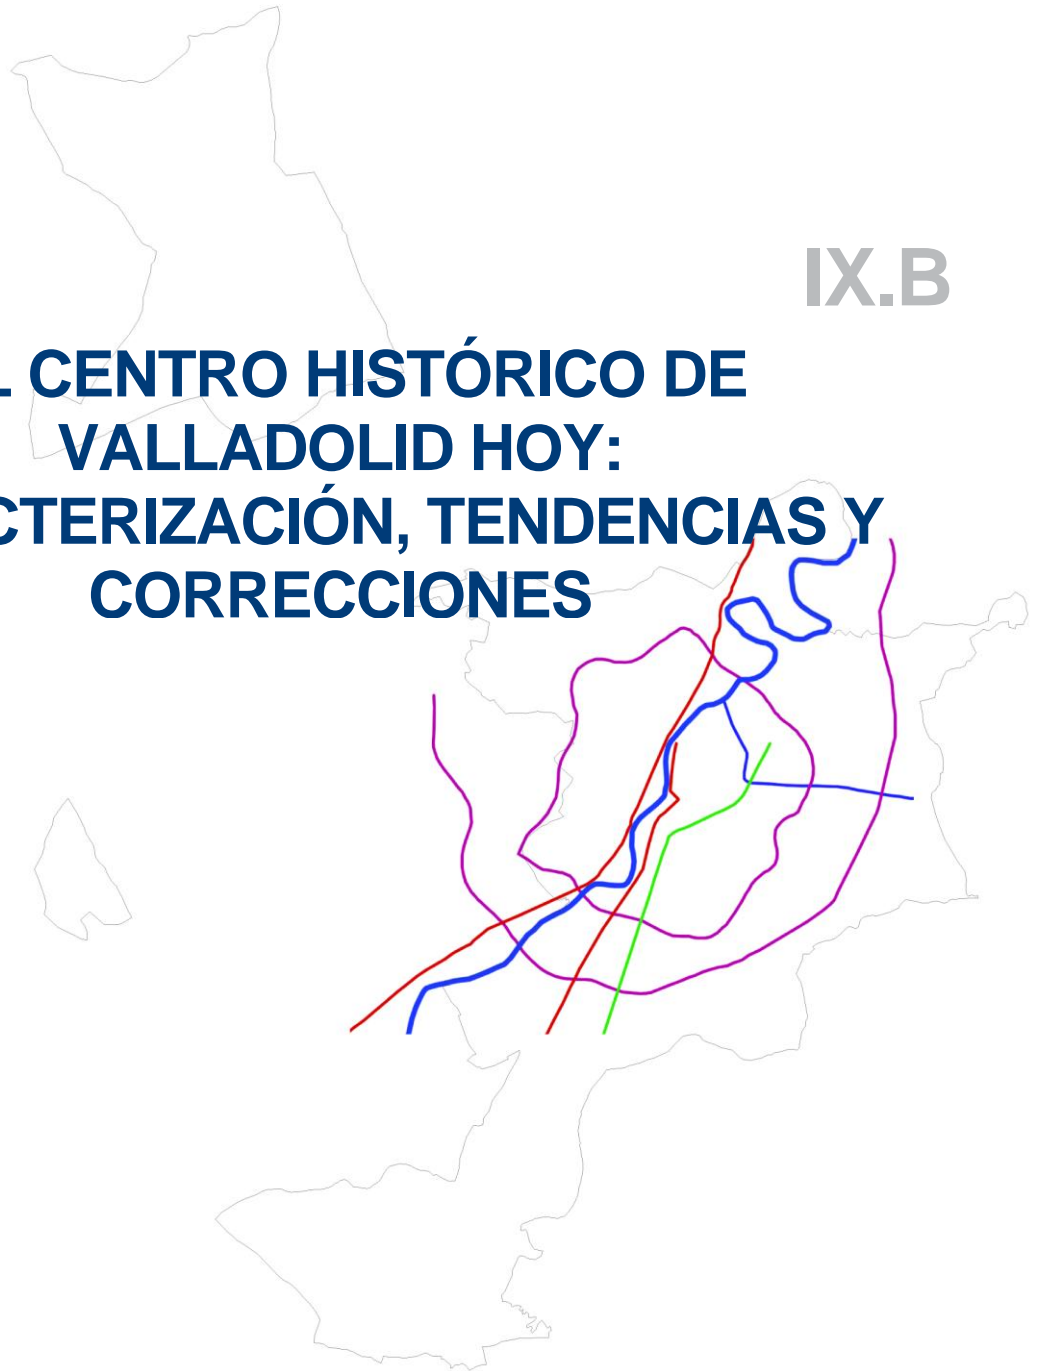 IX.B
L CENTRO HISTÓRICO DE
VALLADOLID HOY:
CTERIZACIÓN, TENDENCIAS Y
CORRECCIONES